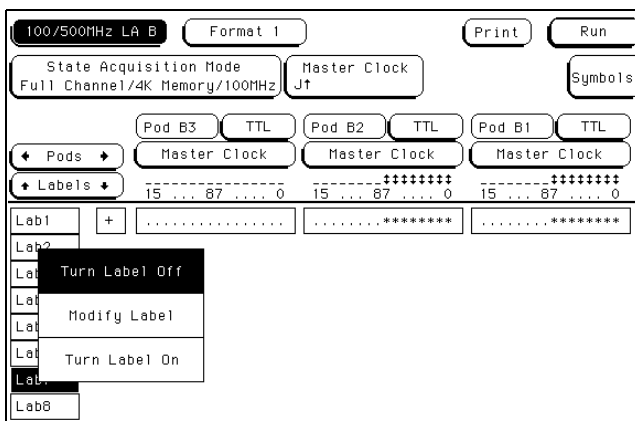 100/500MHz LA B Format 1 Print Run
State Acquisition Mode Master Clock Symbols
Full Channel/4K Memory/100MHz J↑
Pod B3 TTL Pod B2 TTL Pod B1 TTL
← Pods → Master Clock Master Clock Master Clock
↑ Labels ↓ ---------------- --------‡‡‡‡‡‡‡‡ --------‡‡‡‡‡‡‡‡
15 ... 87 .... 0 15 ... 87 .... 0 15 ... 87 .... 0
Lab1 + ................ ........******** ........********
Lab2
Turn Label Off
Modify Label
Turn Label On
Lab8